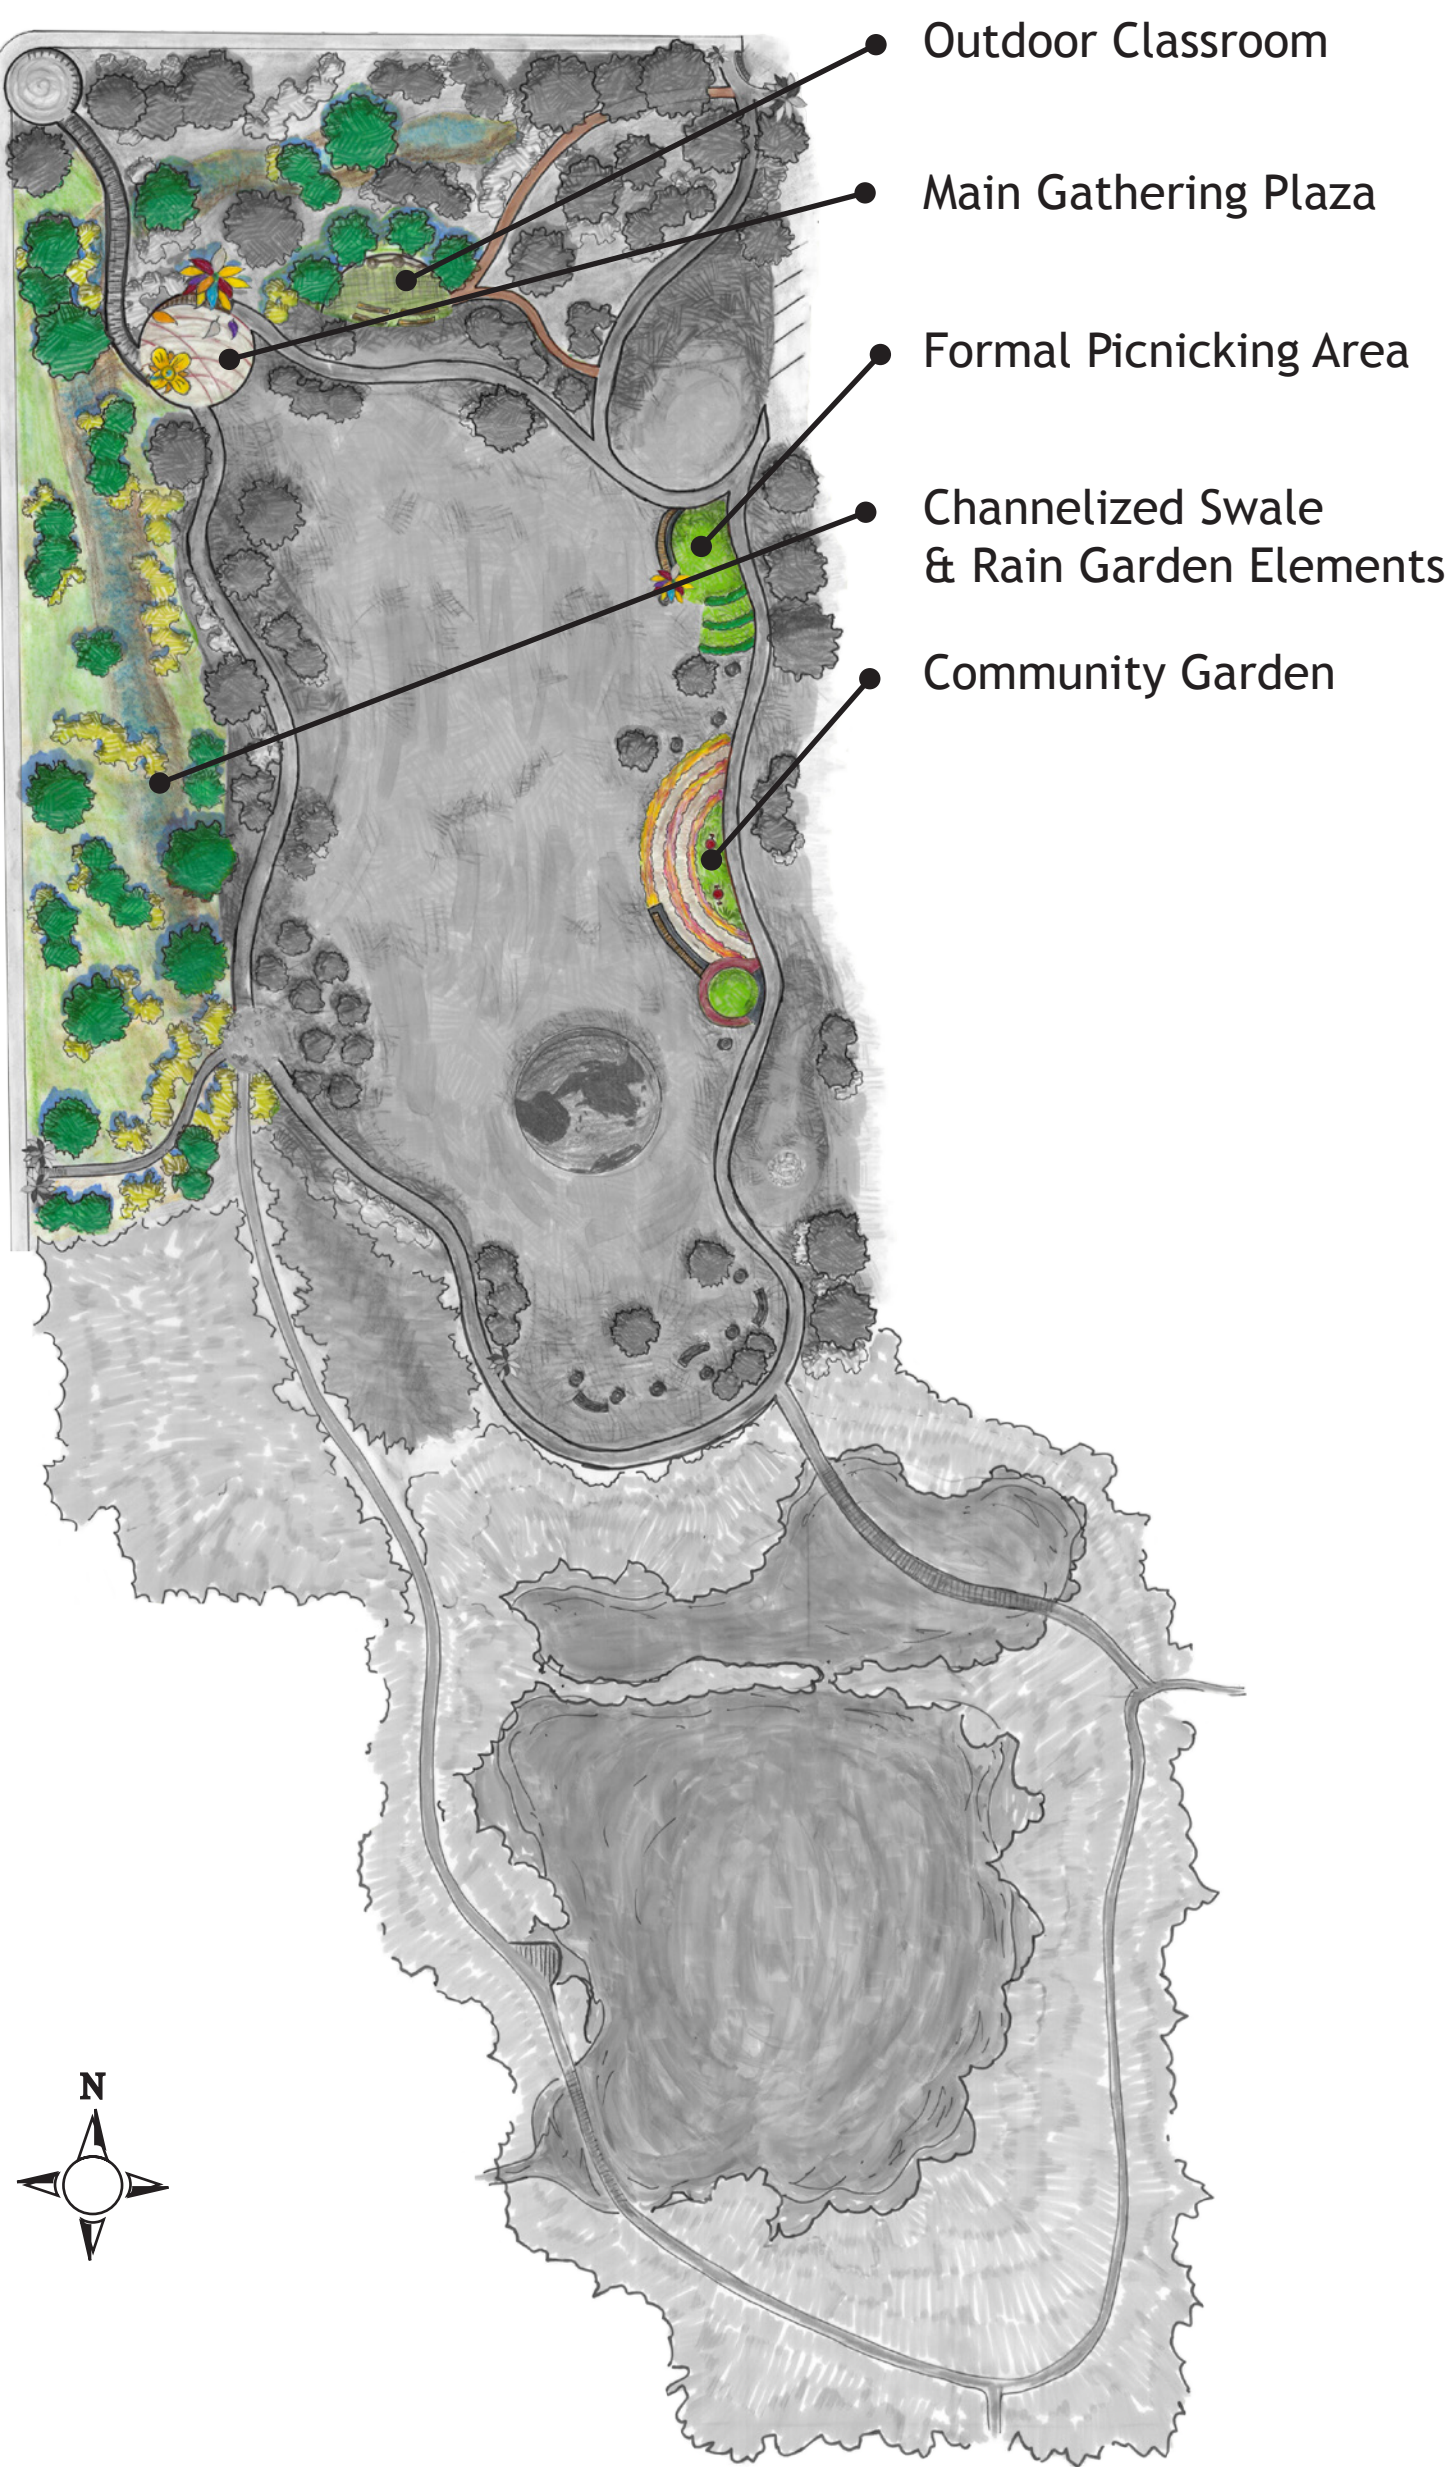 Outdoor Classroom
Main Gathering Plaza
Formal Picnicking Area
Channelized Swale
& Rain Garden Elements
Community Garden
N